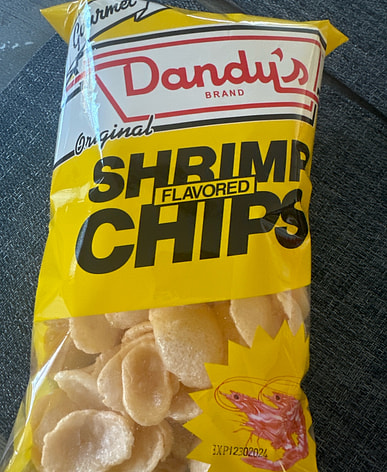 Gourmet
Dandy's
BRAND
Original
SHRIMP
FLAVORED
CHIPS
EXP12302024